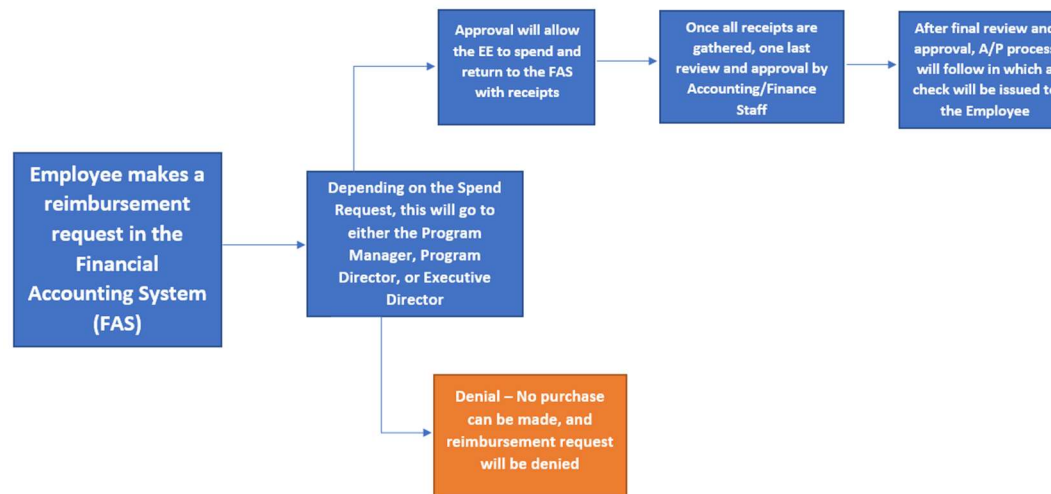 Employee makes a
reimbursement
request in the
Financial
Accounting System
(FAS)
Depending on the Spend
Request, this will go to
either the Program
Manager, Program
Director, or Executive
Director
Approval will allow
the EE to spend and
return to the FAS
with receipts
Once all receipts are
gathered, one last
review and approval by
Accounting/Finance
Staff
After final review and
approval, A/P process
will follow in which a
check will be issued to
the Employee
Denial – No purchase
can be made, and
reimbursement request
will be denied